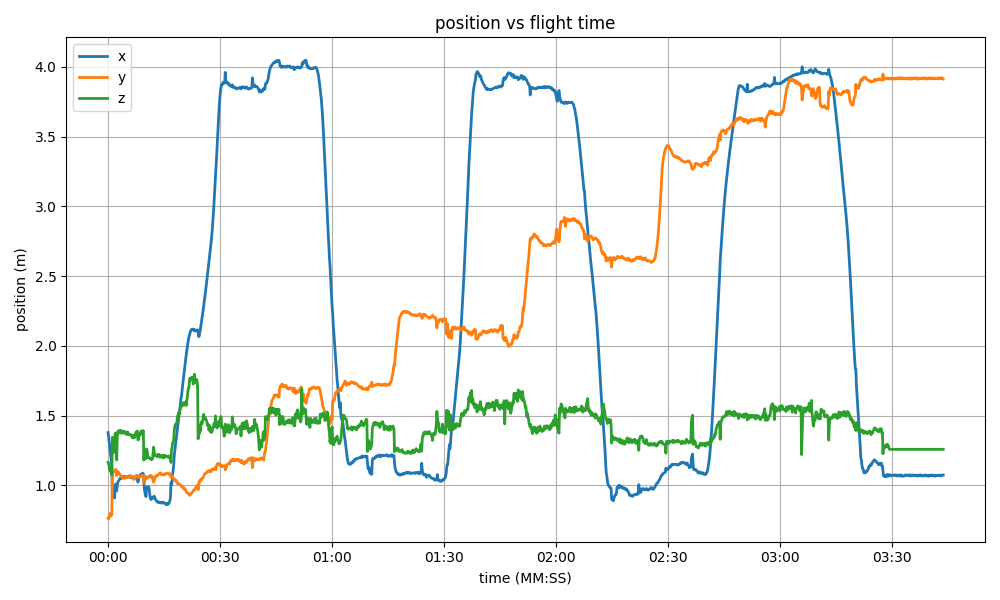 position vs flight time
x
y
z
4.0
3.5
3.0
2.5
2.0
1.5
1.0
position (m)
00:00 00:30 01:00 01:30 02:00 02:30 03:00 03:30
time (MM:SS)